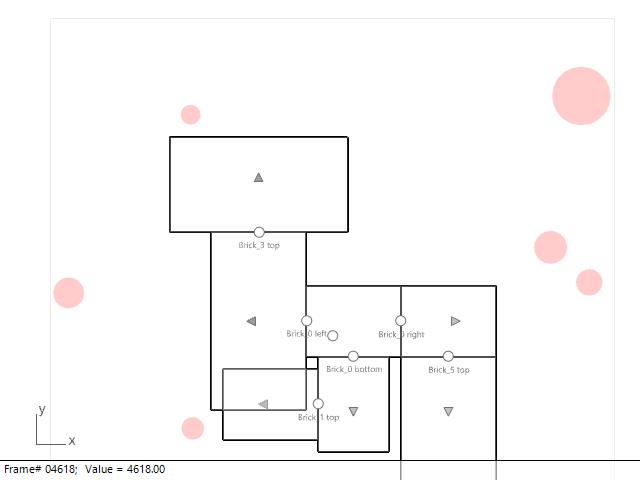 Brick_3 top
Brick_0 left
Brick_0 right
Brick_0 bottom
Brick_5 top
Brick_1 top
y
x
Frame# 04618; Value = 4618.00